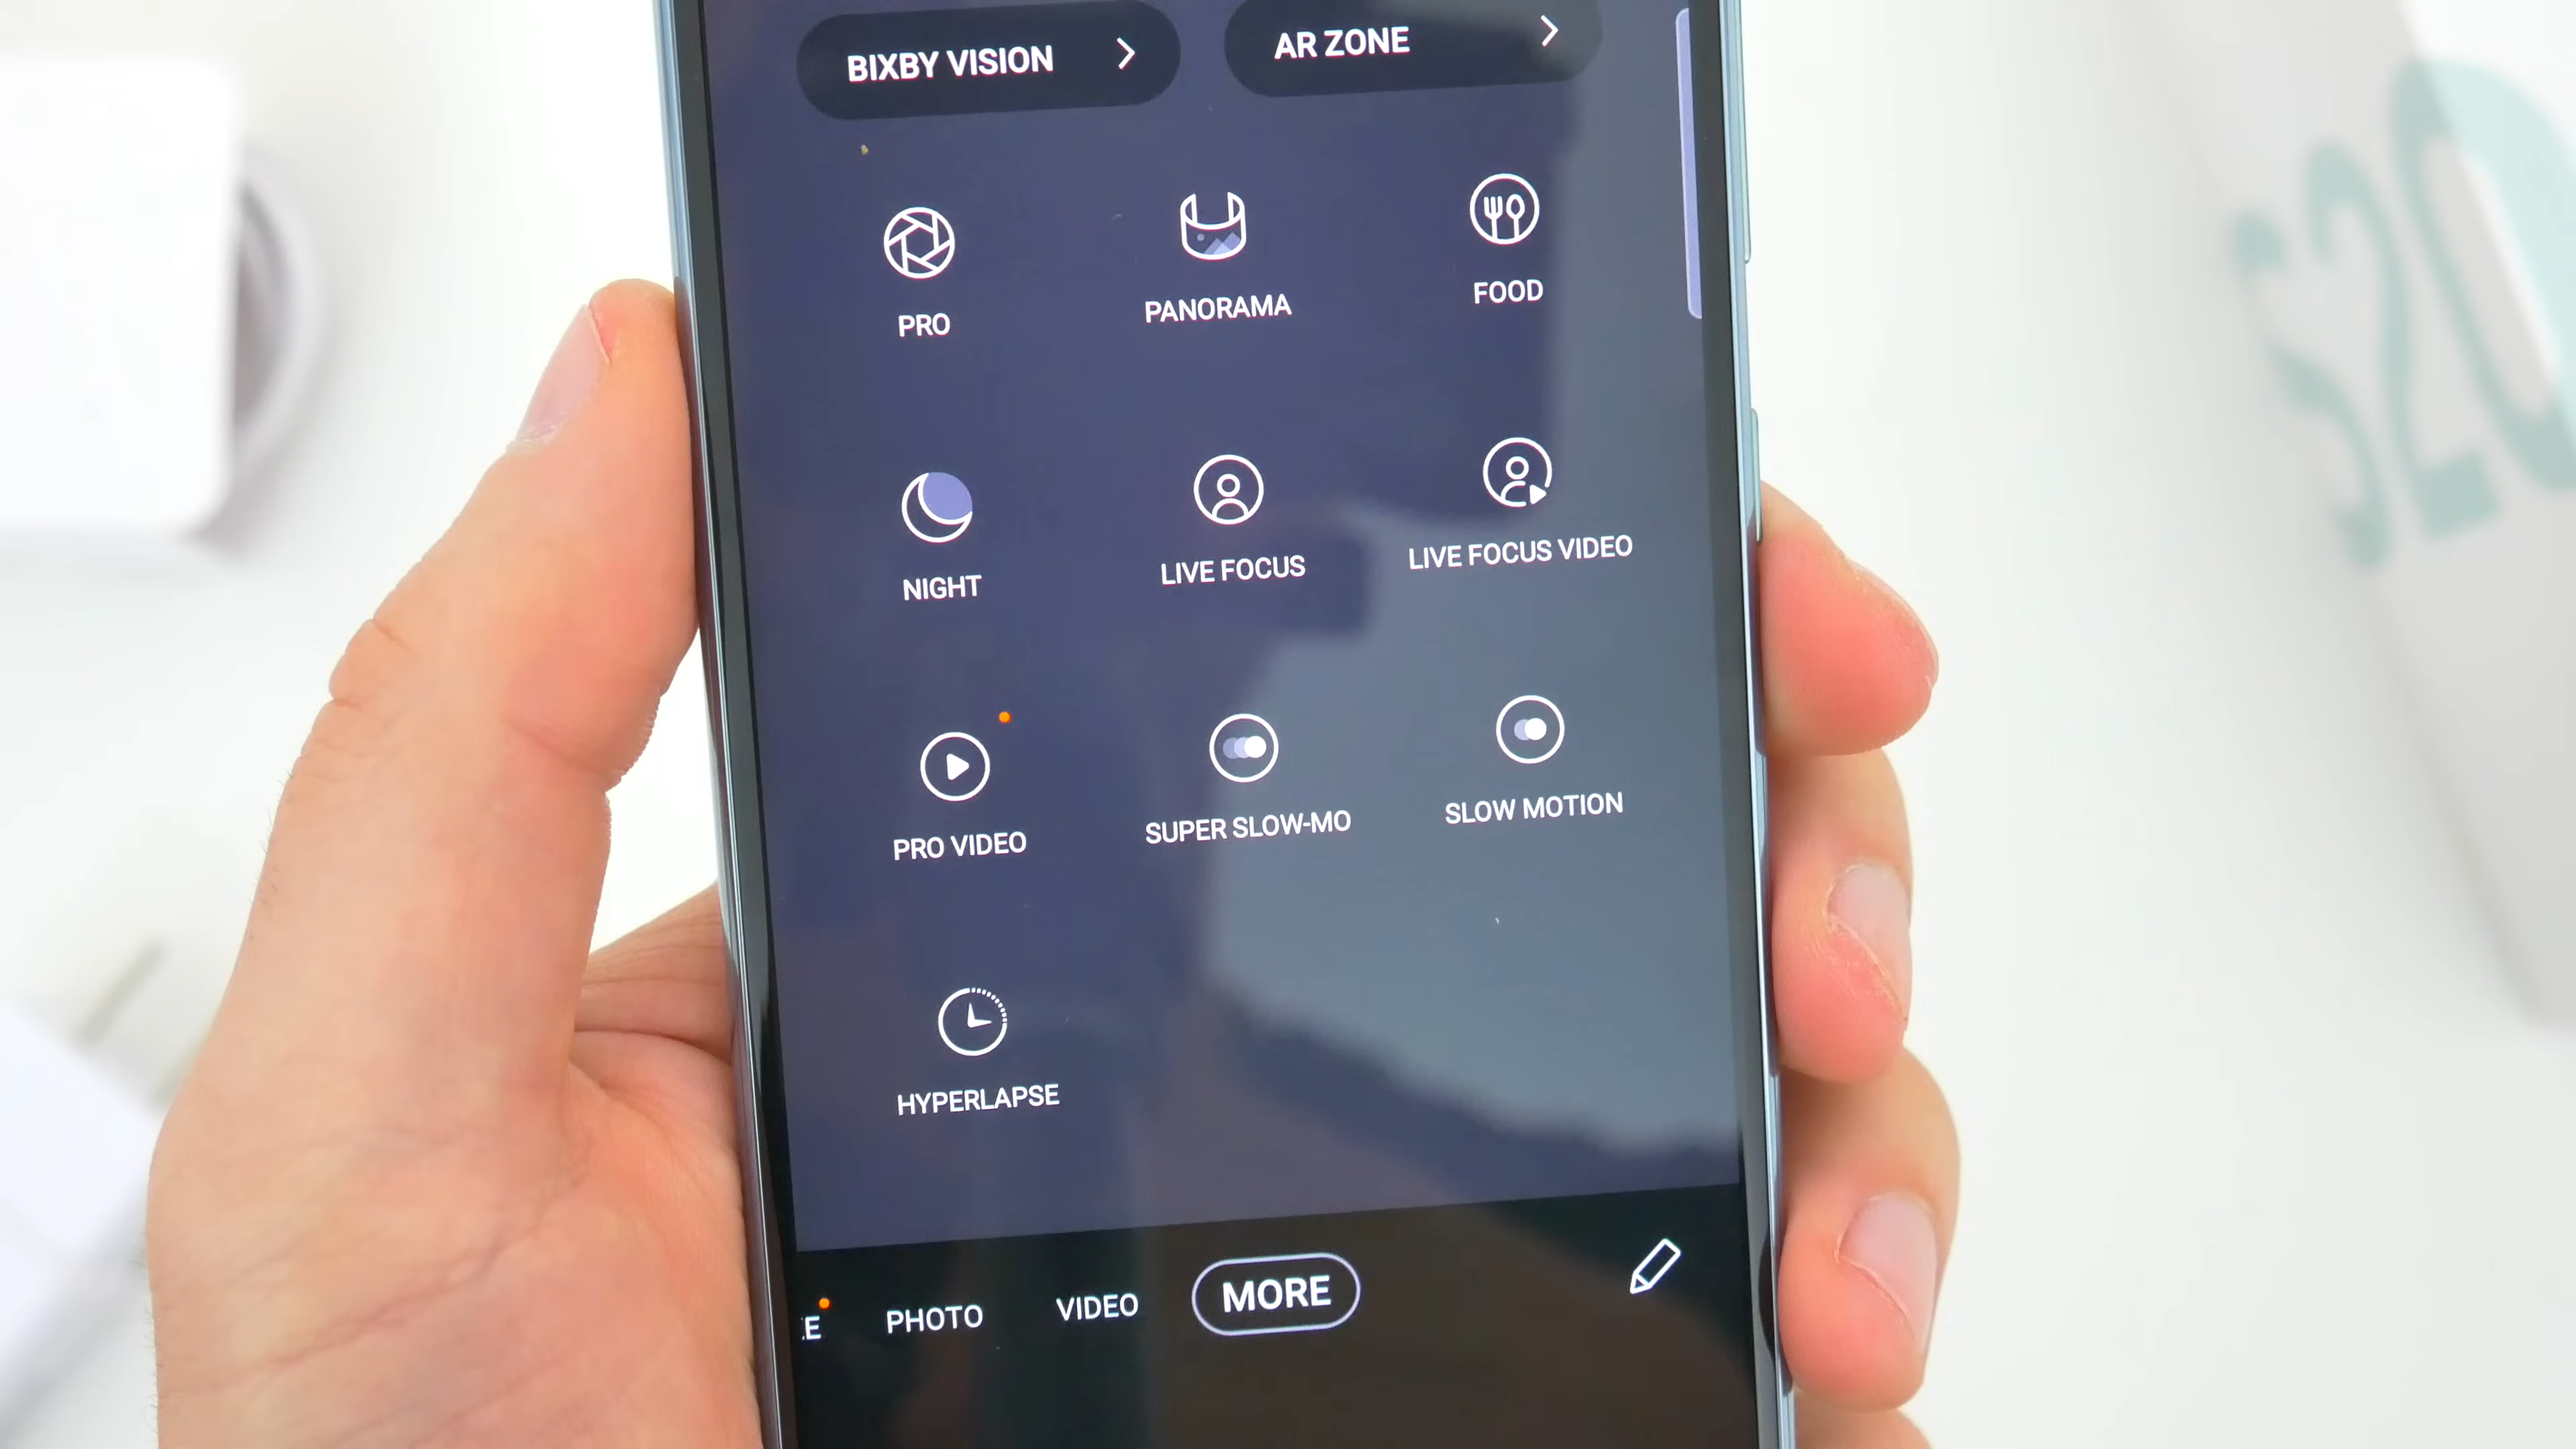 BIXBY VISION
AR ZONE
PRO
PANORAMA
FOOD
NIGHT
LIVE FOCUS
LIVE FOCUS VIDEO
PRO VIDEO
SUPER SLOW-MO
SLOW MOTION
HYPERLAPSE
E
PHOTO
VIDEO
MORE
S20